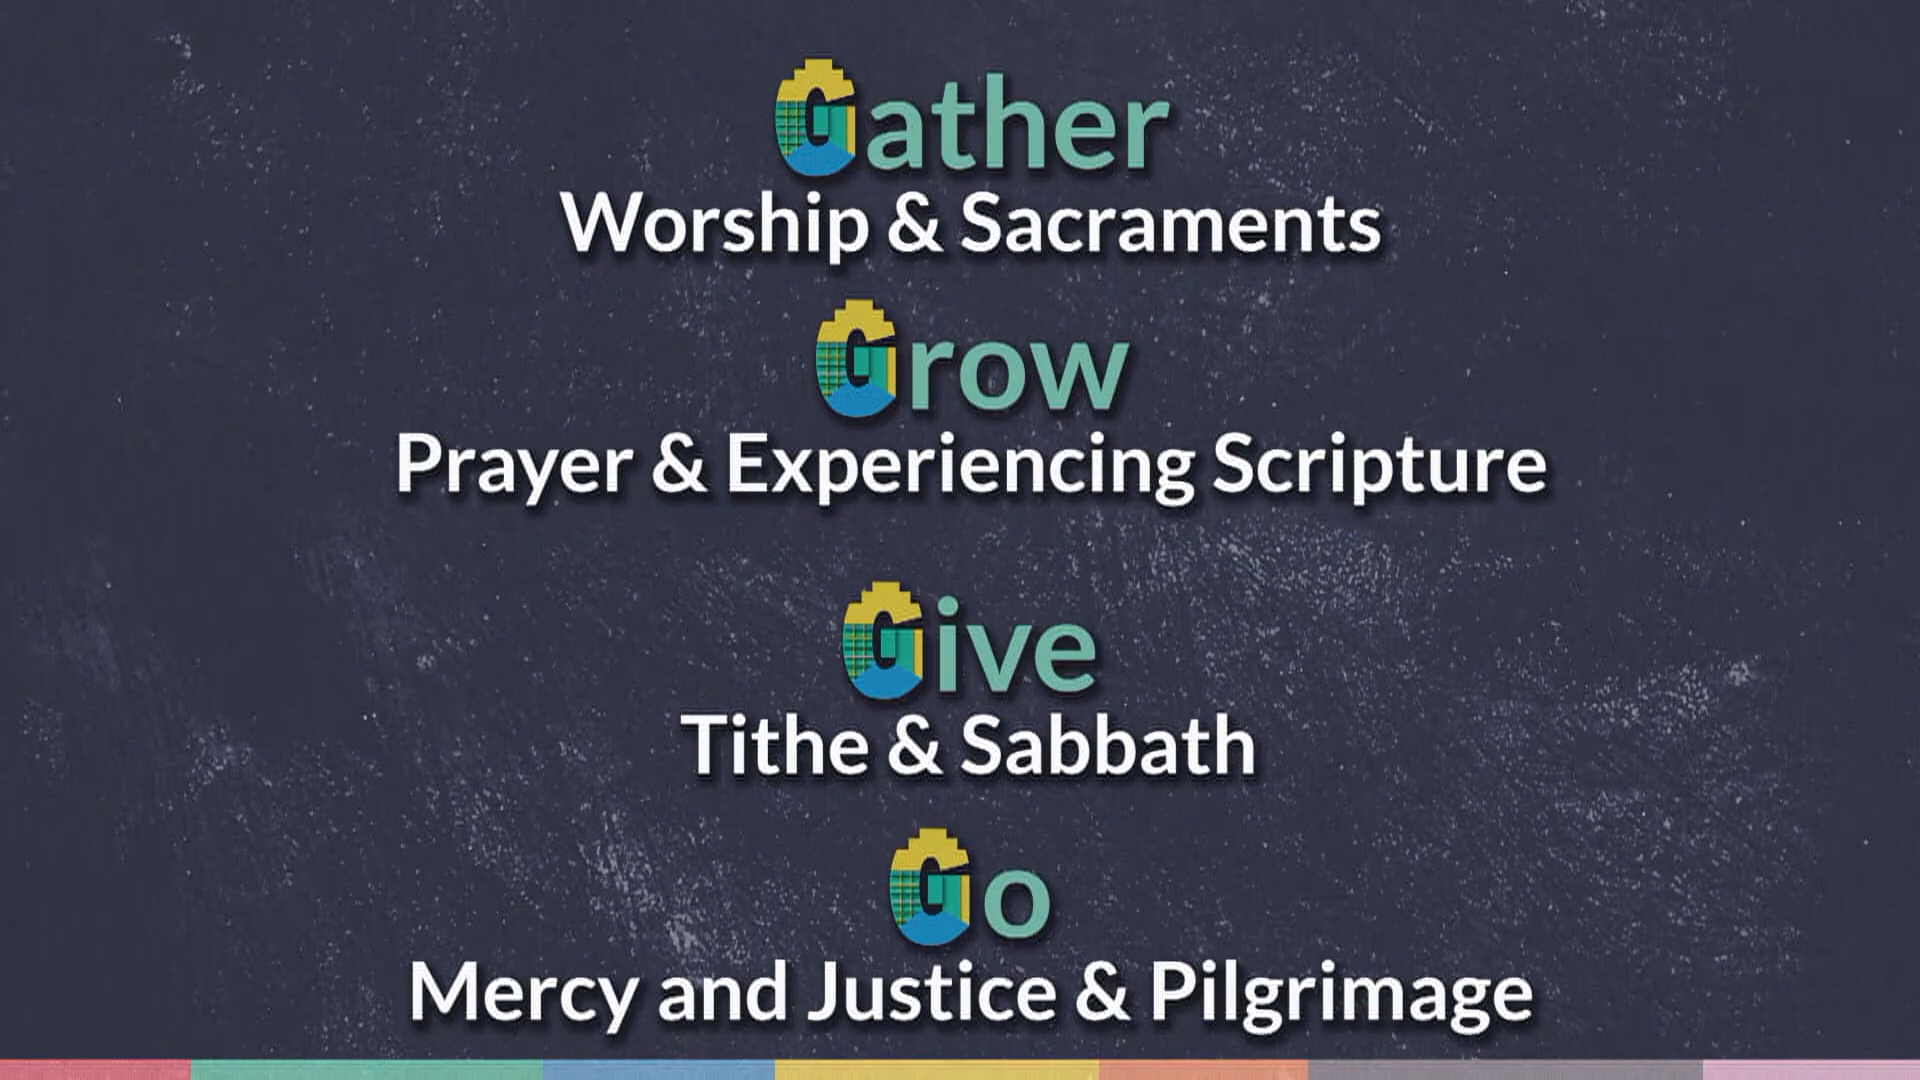 Gather
Worship & Sacraments
Grow
Prayer & Experiencing Scripture
Give
Tithe & Sabbath
Go
Mercy and Justice & Pilgrimage